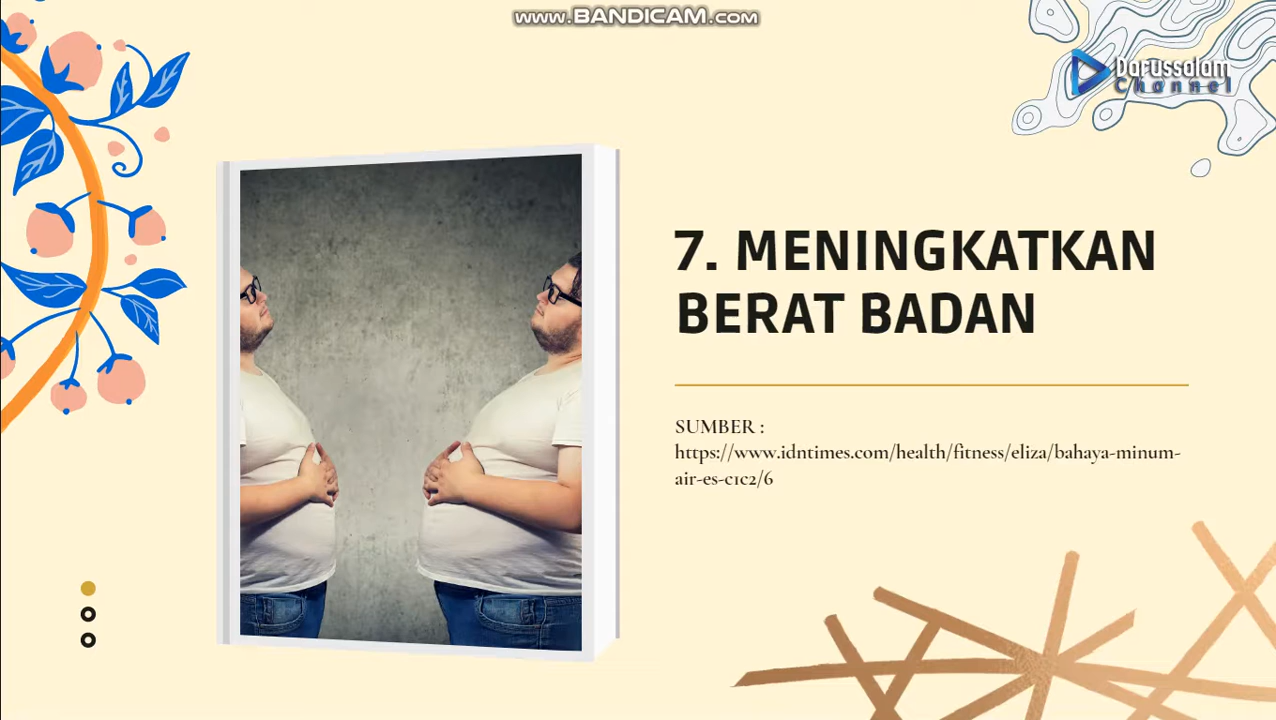 www.BANDICAM.com
Darussalam
Channel
7. MENINGKATKAN
BERAT BADAN
SUMBER :
https://www.idntimes.com/health/fitness/eliza/bahaya-minum-
air-es-c1c2/6